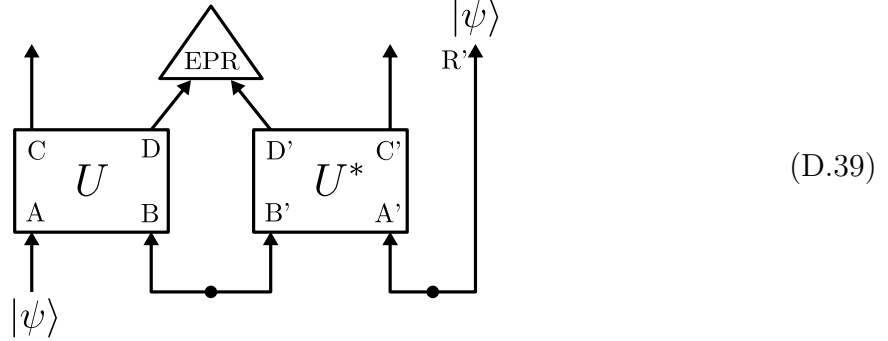 |ψ⟩
EPR
R'
C D D' C'
U U*
(D.39)
A B B' A'
|ψ⟩